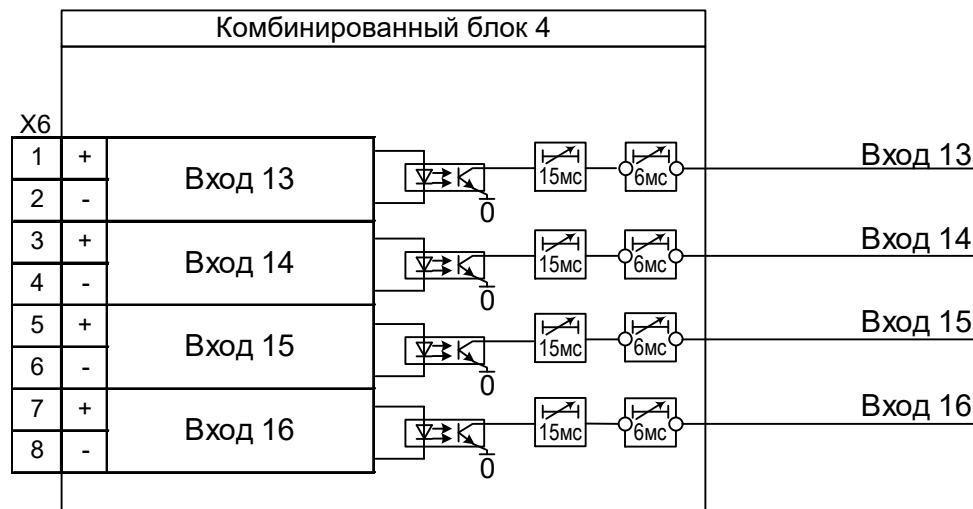 Комбинированный блок 4
X6
1 + Вход 13 15мс 6мс Вход 13
2 - 0
3 + Вход 14 15мс 6мс Вход 14
4 - 0
5 + Вход 15 15мс 6мс Вход 15
6 - 0
7 + Вход 16 15мс 6мс Вход 16
8 - 0